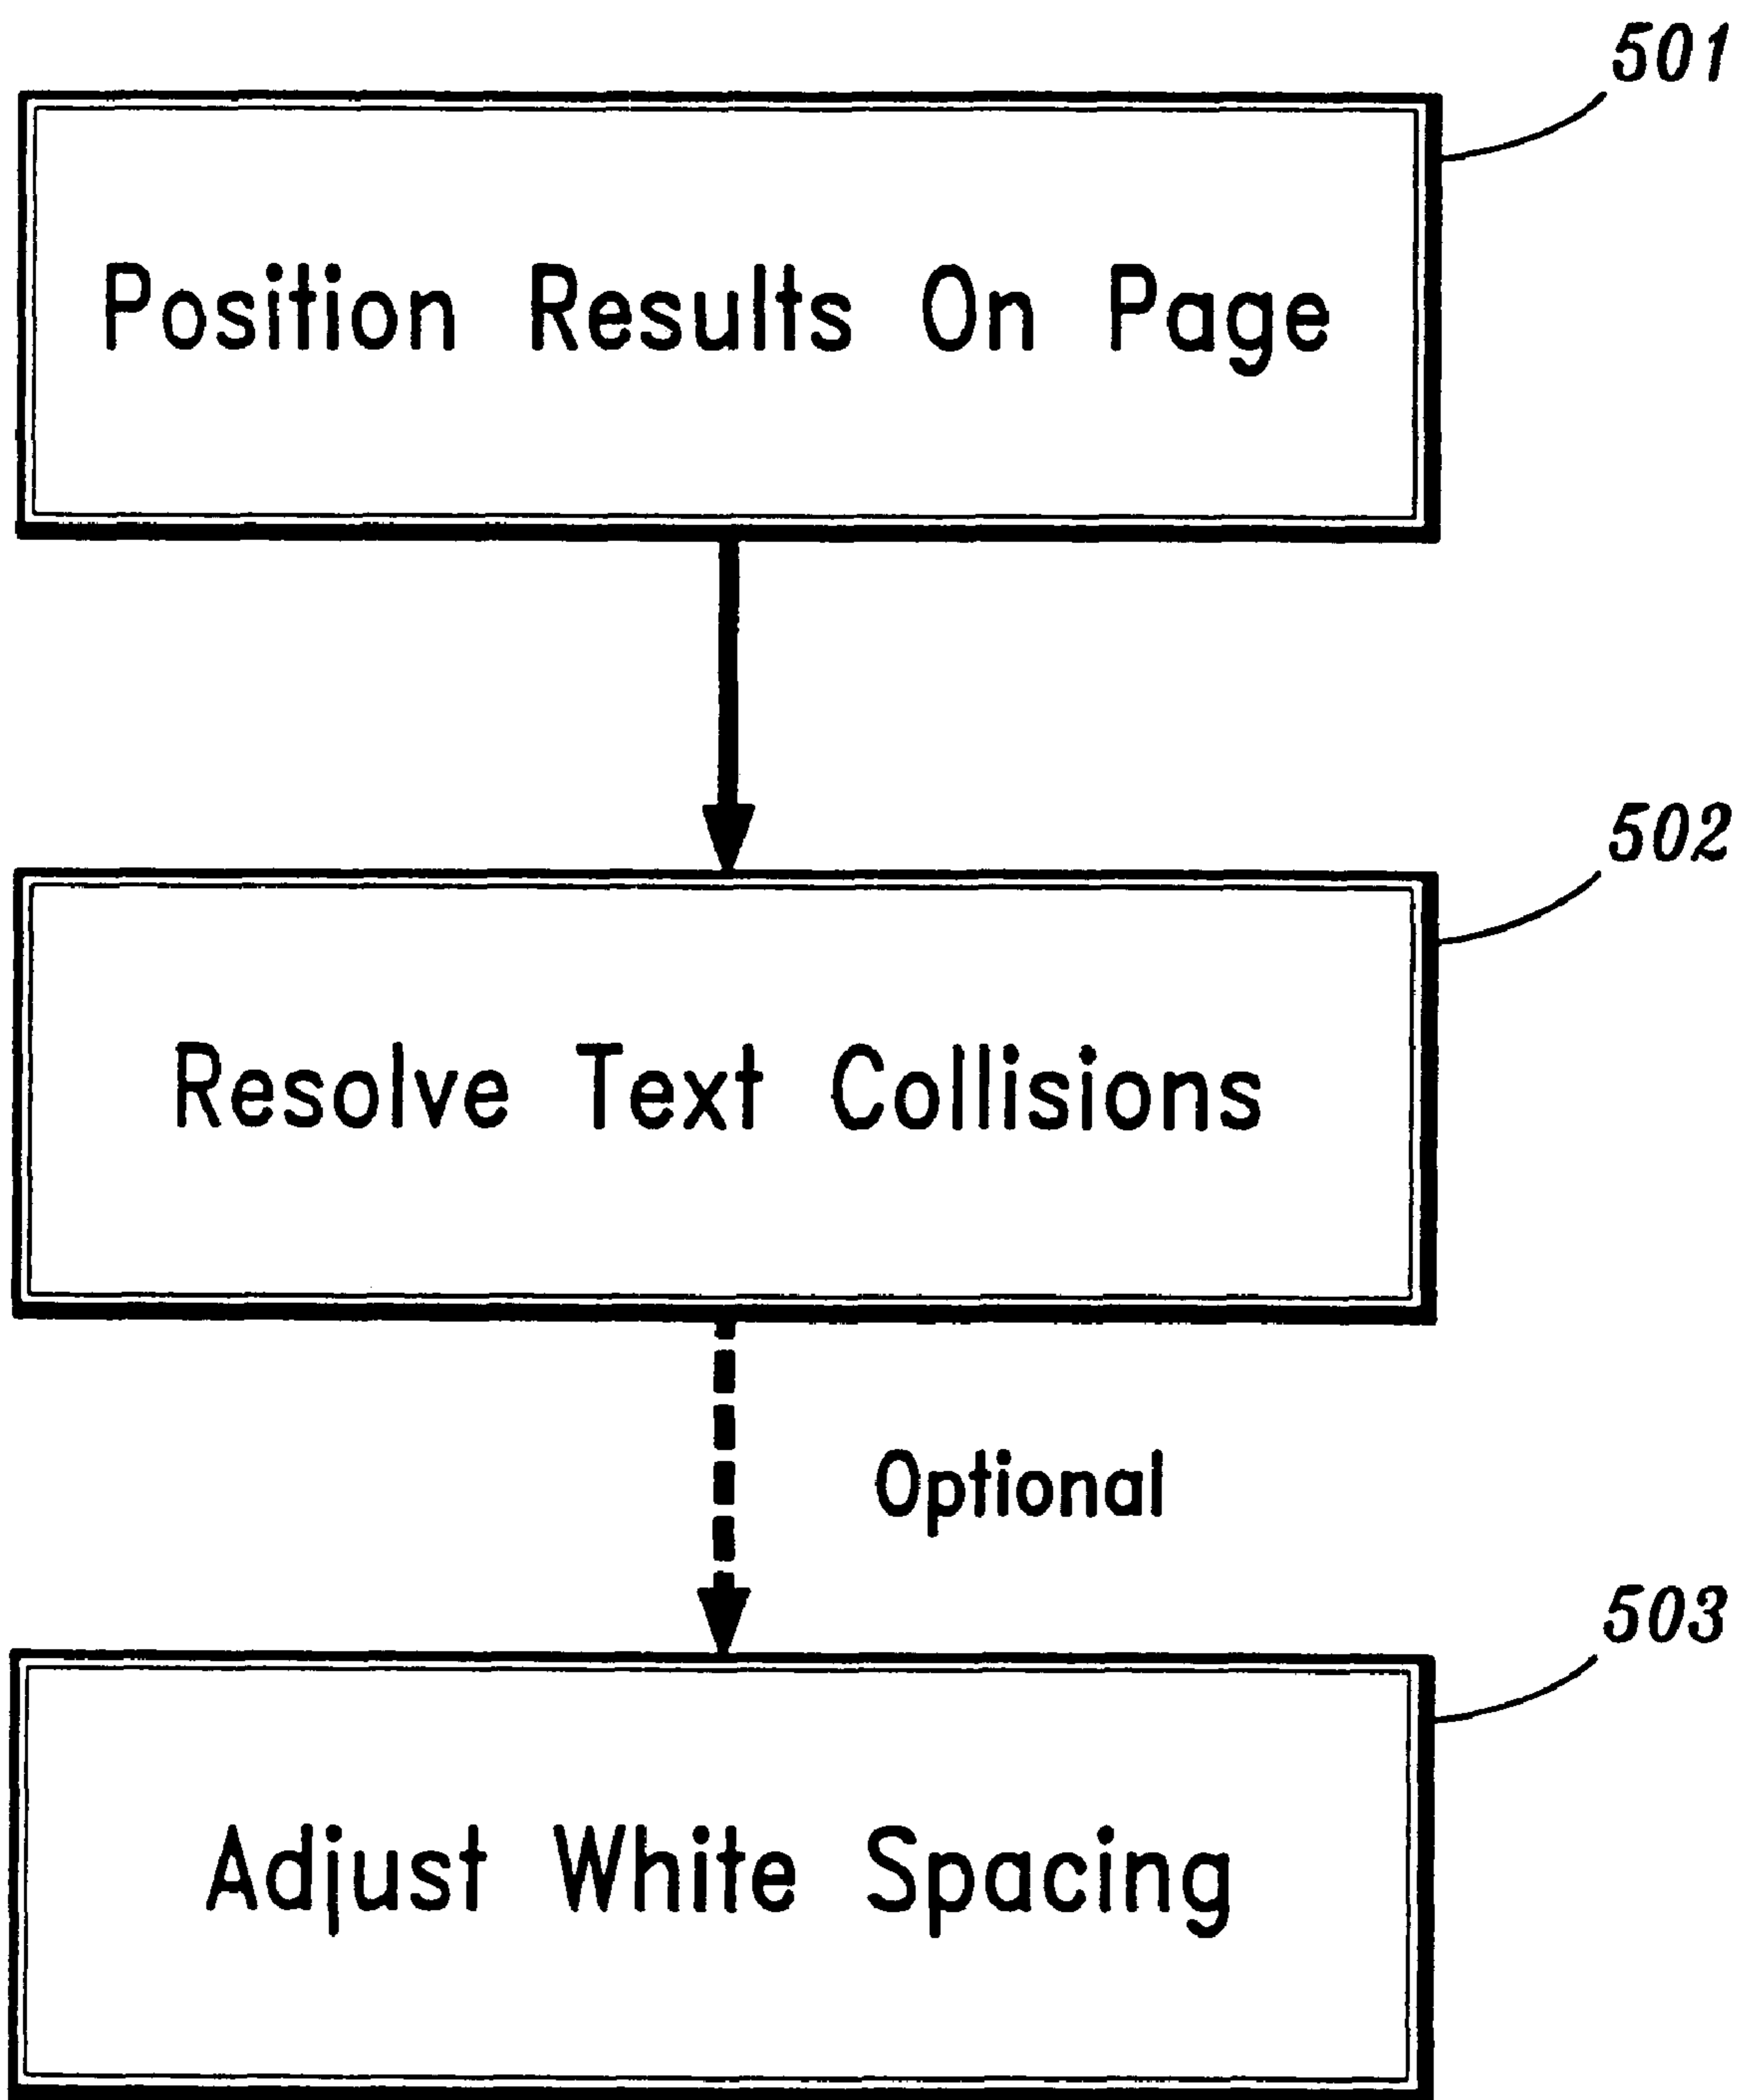 501
Position Results On Page
502
Resolve Text Collisions
Optional
503
Adjust White Spacing